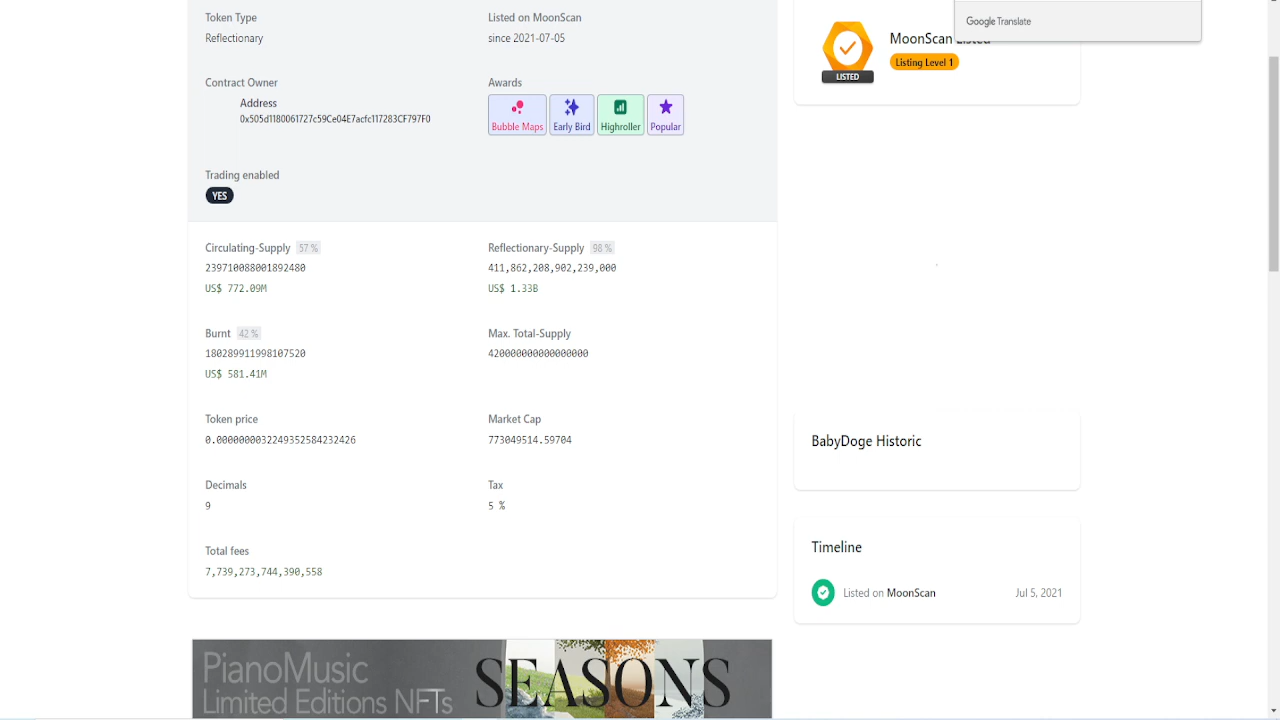 Token Type
Reflectionary
Listed on MoonScan
since 2021-07-05
Contract Owner
Address
0x505d1180061727c59Ce04E7acfc117283CF797F0
Awards
Bubble Maps
Early Bird
Highroller
Popular
Trading enabled
YES
Circulating-Supply 57 %
239710088001892480
US$ 772.09M
Reflectionary-Supply 98 %
411,862,208,902,239,000
US$ 1.33B
Burnt 42 %
180289911998107520
US$ 581.41M
Max. Total-Supply
420000000000000000
Token price
0.0000000032249352584232426
Market Cap
773049514.59704
Decimals
9
Tax
5 %
Total fees
7,739,273,744,390,558
PianoMusic
Limited Editions NFTs
SEASONS
Google Translate
MoonScan Listed
Listing Level 1
LISTED
BabyDoge Historic
Timeline
Listed on MoonScan
Jul 5, 2021